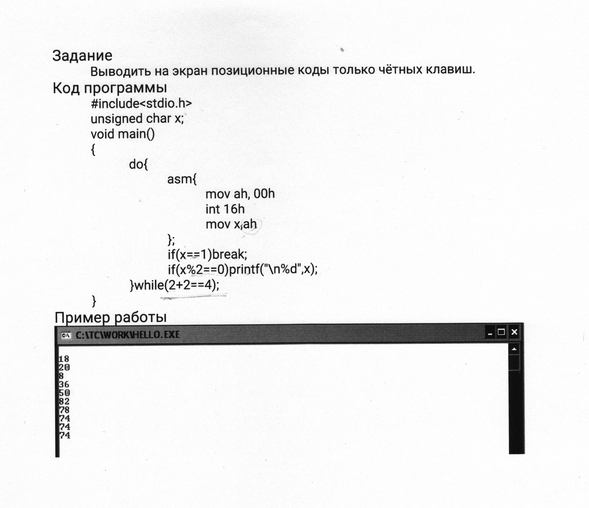 Задание
Выводить на экран позиционные коды только чётных клавиш.
Код программы
#include<stdio.h>
unsigned char x;
void main()
{
do{
asm{
mov ah, 00h
int 16h
mov x,ah
};
if(x==1)break;
if(x%2==0)printf("\n%d",x);
}while(2+2==4);
}
Пример работы
C:\TC\WORK\HELLO.EXE
18
20
8
36
50
82
78
74
74
74